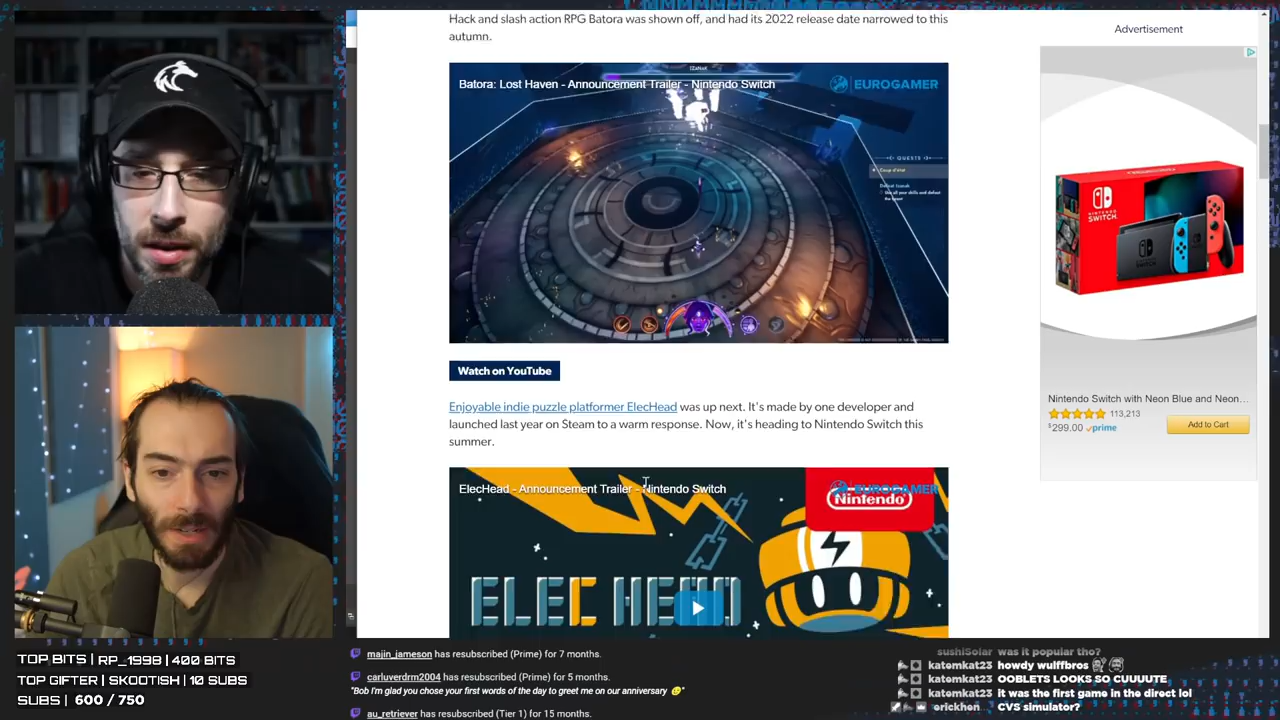 Hack and slash action RPG Batora was shown off, and had its 2022 release date narrowed to this
autumn.
Advertisement
Batora: Lost Haven - Announcement Trailer - Nintendo Switch
EUROGAMER
QUESTS
Coup d'état
NINTENDO
SWITCH
Watch on YouTube
Nintendo Switch with Neon Blue and Neon...
113,213
$299.00 prime
Add to Cart
Enjoyable indie puzzle platformer ElecHead was up next. It's made by one developer and
launched last year on Steam to a warm response. Now, it's heading to Nintendo Switch this
summer.
ElecHead - Announcement Trailer - Nintendo Switch
EUROGAMER
Nintendo
ELEC HEAD
TOP BITS | RP_1998 | 400 BITS
TOP GIFTER | SKOOTISH | 10 SUBS
SUBS | 600 / 750
majin_jameson has resubscribed (Prime) for 7 months.
carluverdrm2004 has resubscribed (Prime) for 5 months.
"Bob I'm glad you chose your first words of the day to greet me on our anniversary 🙂"
au_retriever has resubscribed (Tier 1) for 15 months.
sushiSolar was it popular tho?
katemkat23 howdy wulffbros
katemkat23 OOBLETS LOOKS SO CUUUUTE
katemkat23 it was the first game in the direct lol
erickhen CVS simulator?